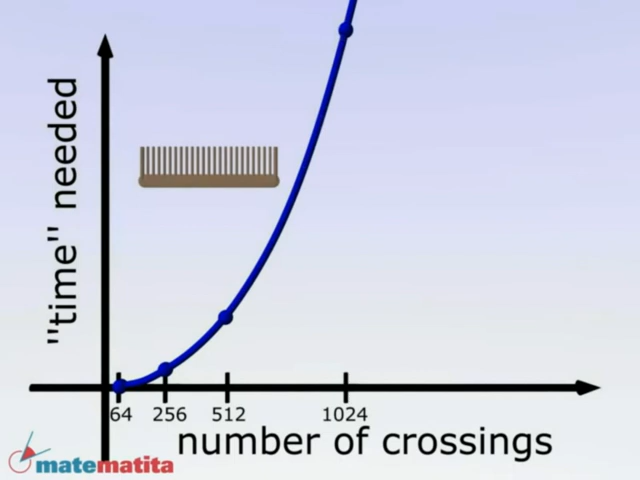 "time" needed
64 256 512 1024
number of crossings
matematita